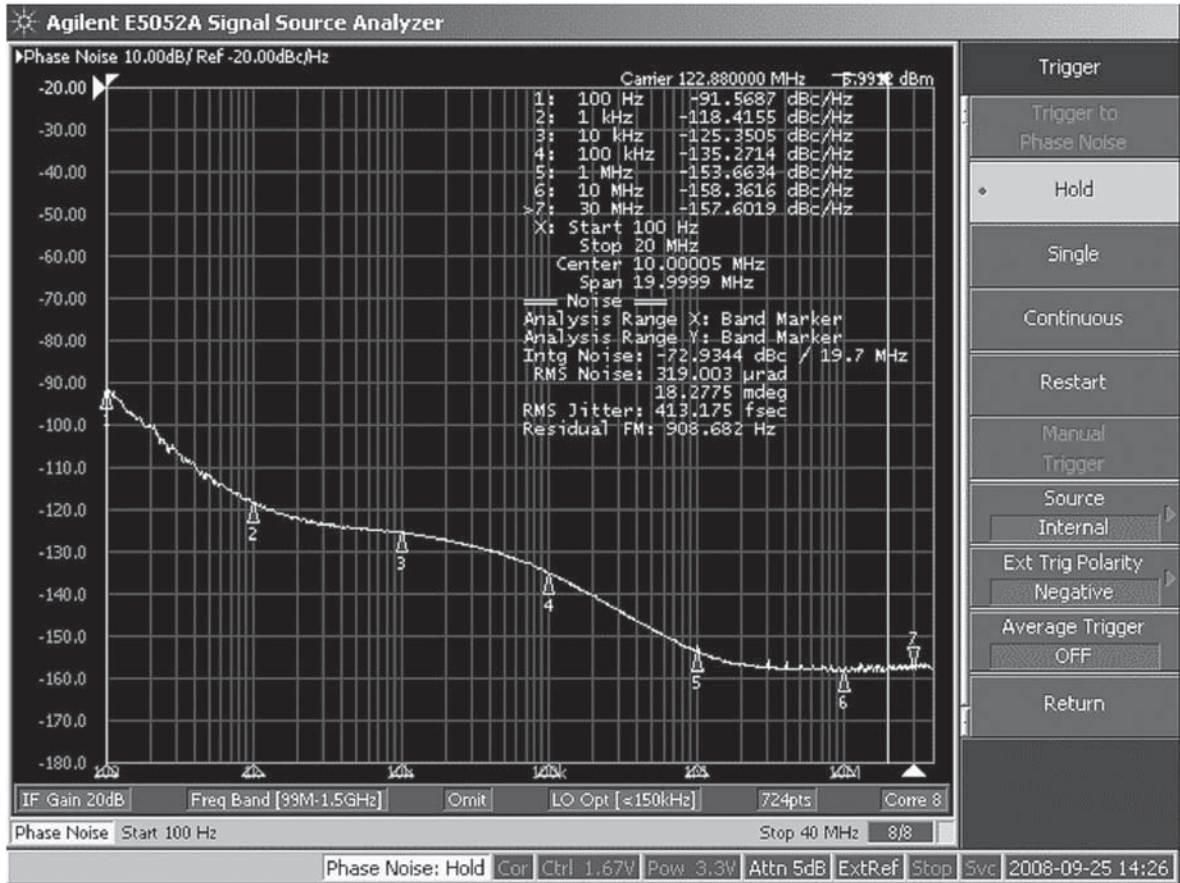 Agilent E5052A Signal Source Analyzer
▶Phase Noise 10.00dB/ Ref -20.00dBc/Hz
Carrier 122.880000 MHz dBm
1: 100 Hz -91.5687 dBc/Hz
2: 1 kHz -118.4155 dBc/Hz
3: 10 kHz -125.3505 dBc/Hz
4: 100 kHz -135.2714 dBc/Hz
5: 1 MHz -153.6634 dBc/Hz
6: 10 MHz -158.3616 dBc/Hz
>7: 30 MHz -157.6019 dBc/Hz
X: Start 100 Hz
Stop 20 MHz
Center 10.00005 MHz
Span 19.9999 MHz
=== Noise ===
Analysis Range X: Band Marker
Analysis Range Y: Band Marker
Intg Noise: -72.9344 dBc / 19.7 MHz
RMS Noise: 319.003 µrad
18.2775 mdeg
RMS Jitter: 413.175 fsec
Residual FM: 908.682 Hz
-20.00
-30.00
-40.00
-50.00
-60.00
-70.00
-80.00
-90.00
-100.0
-110.0
-120.0
-130.0
-140.0
-150.0
-160.0
-170.0
-180.0
1
2
3
4
5
6
7
100k
10M
IF Gain 20dB
Freq Band [99M-1.5GHz]
Omit
LO Opt [<150kHz]
724pts
Corre 8
Phase Noise Start 100 Hz
Stop 40 MHz 8/8
Trigger
Trigger to
Phase Noise
Hold
Single
Continuous
Restart
Manual
Trigger
Source
Internal
Ext Trig Polarity
Negative
Average Trigger
OFF
Return
Phase Noise: Hold Cor Ctrl 1.67V Pow 3.3V Attn 5dB ExtRef Stop Svc 2008-09-25 14:26